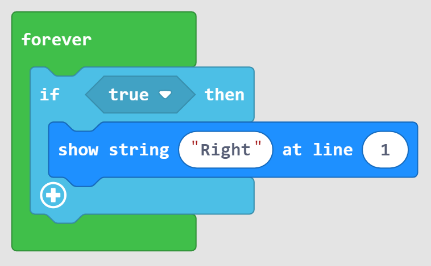 forever
if true then
show string "Right" at line 1